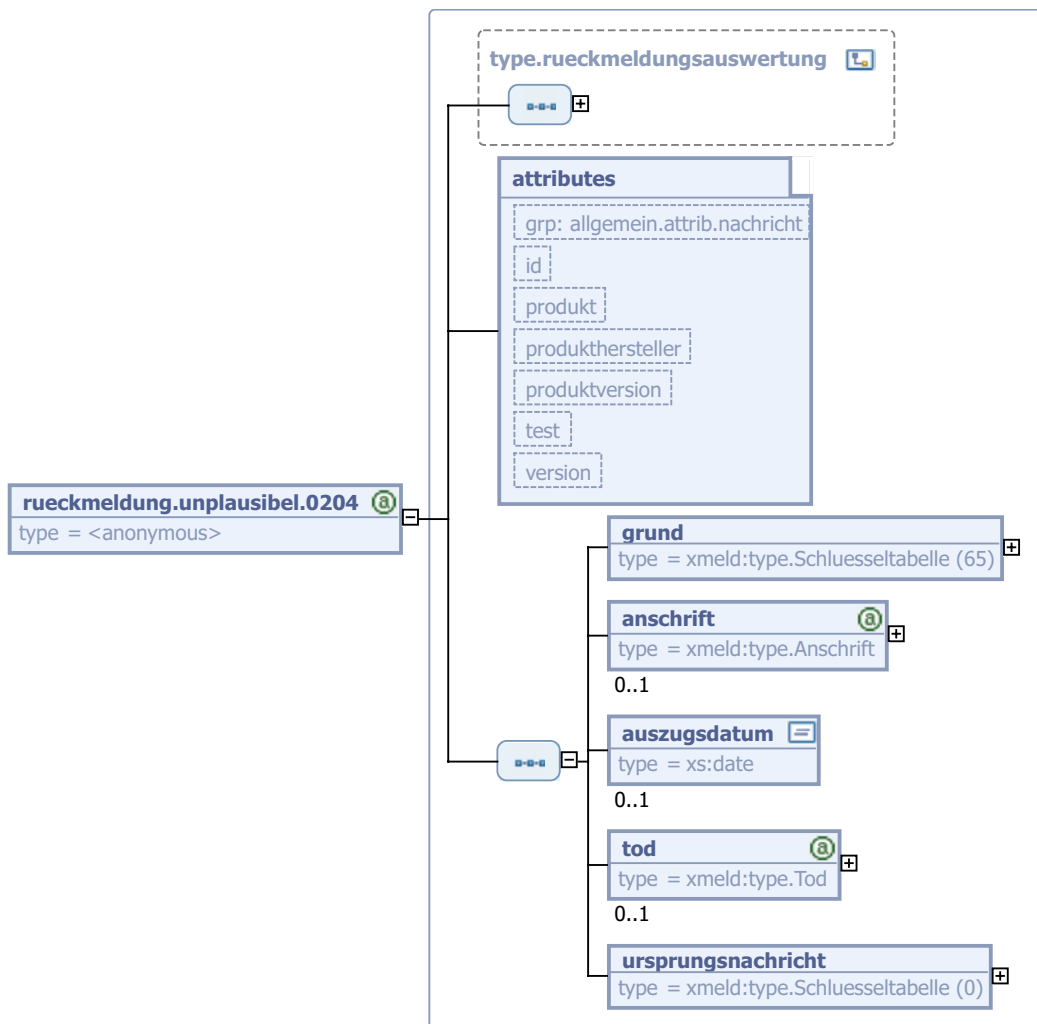 type.rueckmeldungsauswertung
attributes
grp: allgemein.attrib.nachricht
id
produkt
produkthersteller
produktversion
test
version
rueckmeldung.unplausibel.0204 @
type = <anonymous>
grund
type = xmeld:type.Schluesseltabelle (65)
anschrift @
type = xmeld:type.Anschrift
0..1
auszugsdatum
type = xs:date
0..1
tod @
type = xmeld:type.Tod
0..1
ursprungsnachricht
type = xmeld:type.Schluesseltabelle (0)